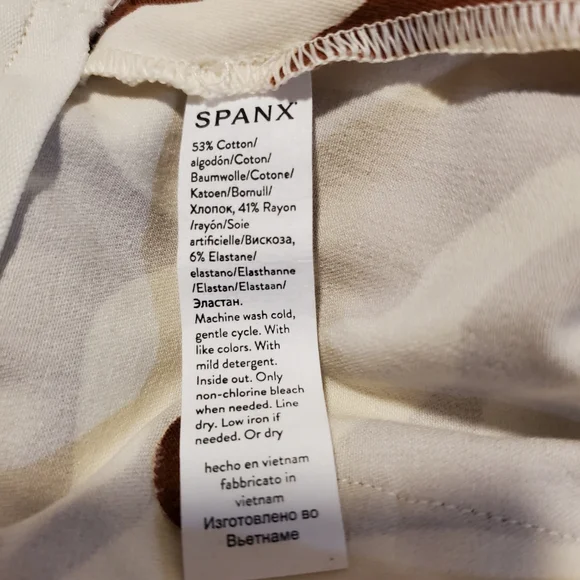 SPANX
53% Cotton/
algodón/Coton/
Baumwolle/Cotone/
Katoen/Bomull/
Хлопок, 41% Rayon
/rayón/Soie
artificielle/Вискоза,
6% Elastane/
elastano/Elasthanne
/Elastan/Elastaan/
Эластан.
Machine wash cold,
gentle cycle. With
like colors. With
mild detergent.
Inside out. Only
non-chlorine bleach
when needed. Line
dry. Low iron if
needed. Or dry
hecho en vietnam
fabbricato in
vietnam
Изготовлено во
Вьетнаме